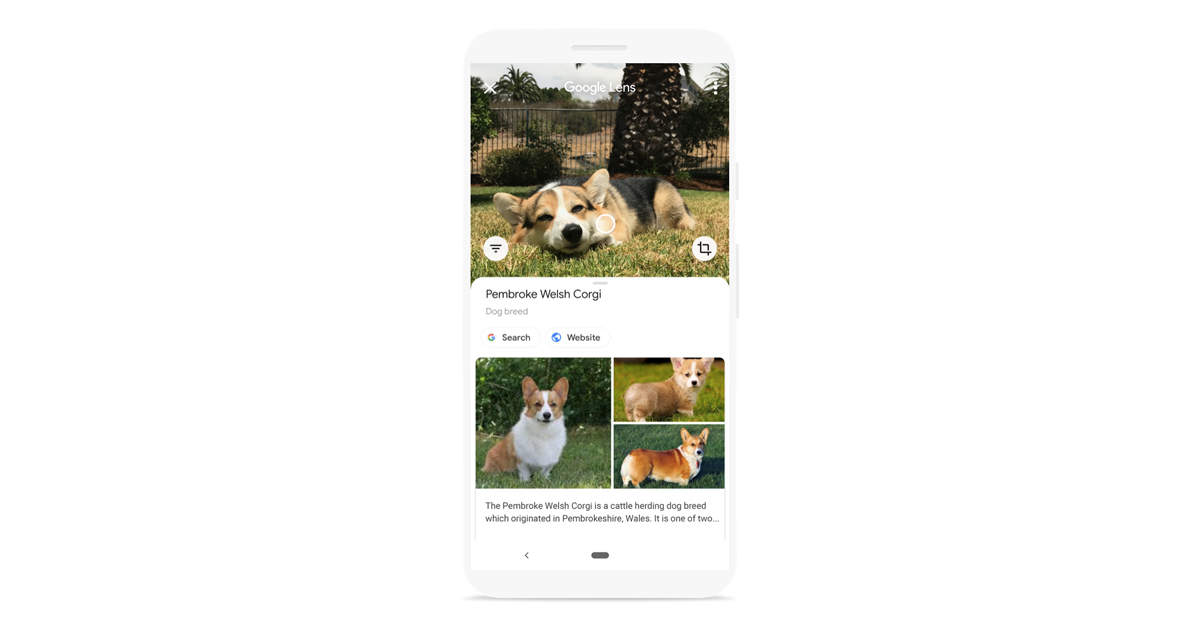 Google Lens
Pembroke Welsh Corgi
Dog breed
Search
Website
The Pembroke Welsh Corgi is a cattle herding dog breed
which originated in Pembrokeshire, Wales. It is one of two...